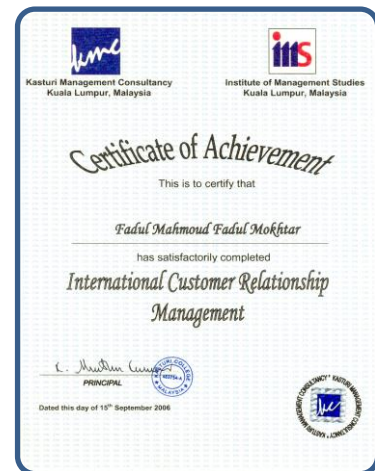 kmc
ims
Kasturi Management Consultancy
Kuala Lumpur, Malaysia
Institute of Management Studies
Kuala Lumpur, Malaysia
Certificate of Achievement
This is to certify that
Fadul Mahmoud Fadul Mokhtar
has satisfactorily completed
International Customer Relationship
Management
PRINCIPAL
Dated this day of 15th September 2006
KASTURI MANAGEMENT CONSULTANCY